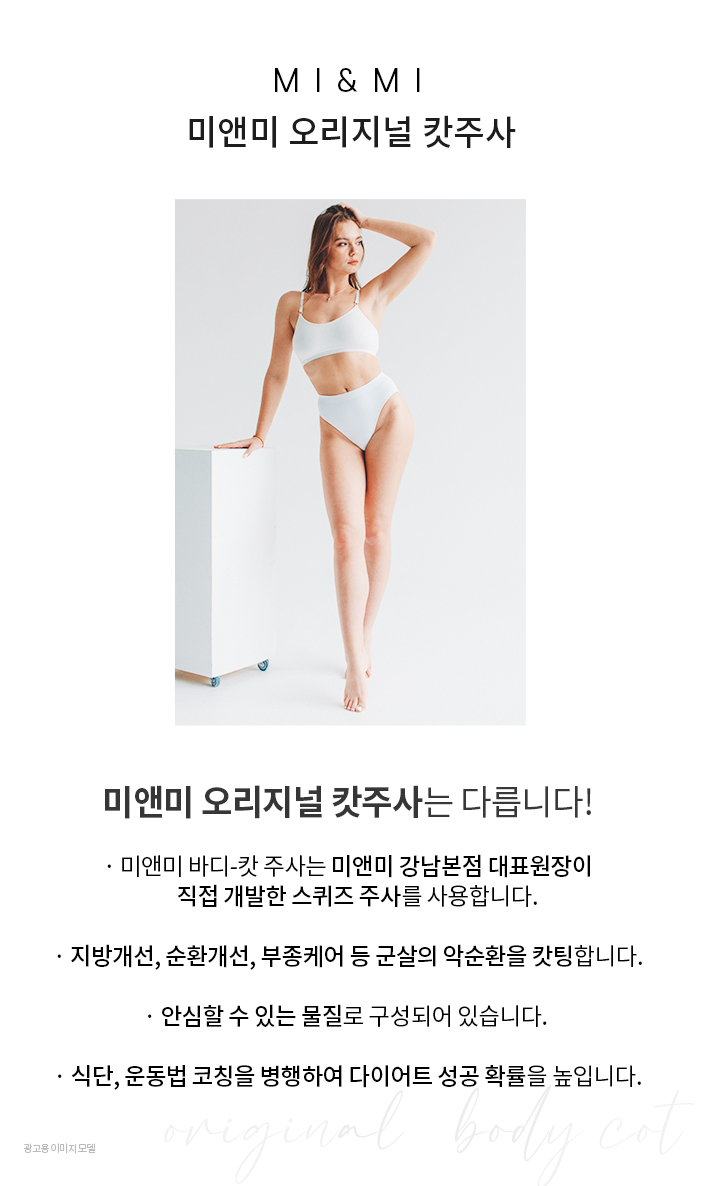 MI&MI
미앤미 오리지널 캇주사
미앤미 오리지널 캇주사는 다릅니다!
· 미앤미 바디-캇 주사는 미앤미 강남본점 대표원장이
직접 개발한 스퀴즈 주사를 사용합니다.
· 지방개선, 순환개선, 부종케어 등 군살의 악순환을 캇팅합니다.
· 안심할 수 있는 물질로 구성되어 있습니다.
· 식단, 운동법 코칭을 병행하여 다이어트 성공 확률을 높입니다.
original body cot
광고용 이미지 모델